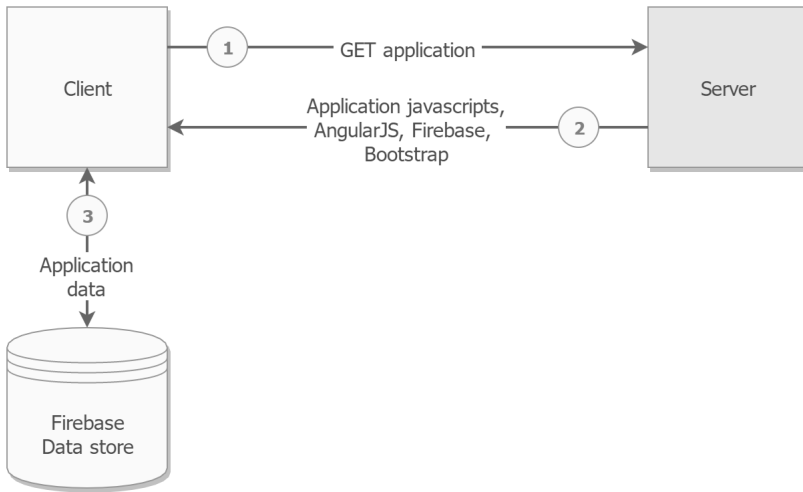 Client
1
GET application
Server
Application javascripts,
AngularJS, Firebase,
Bootstrap
2
3
Application
data
Firebase
Data store